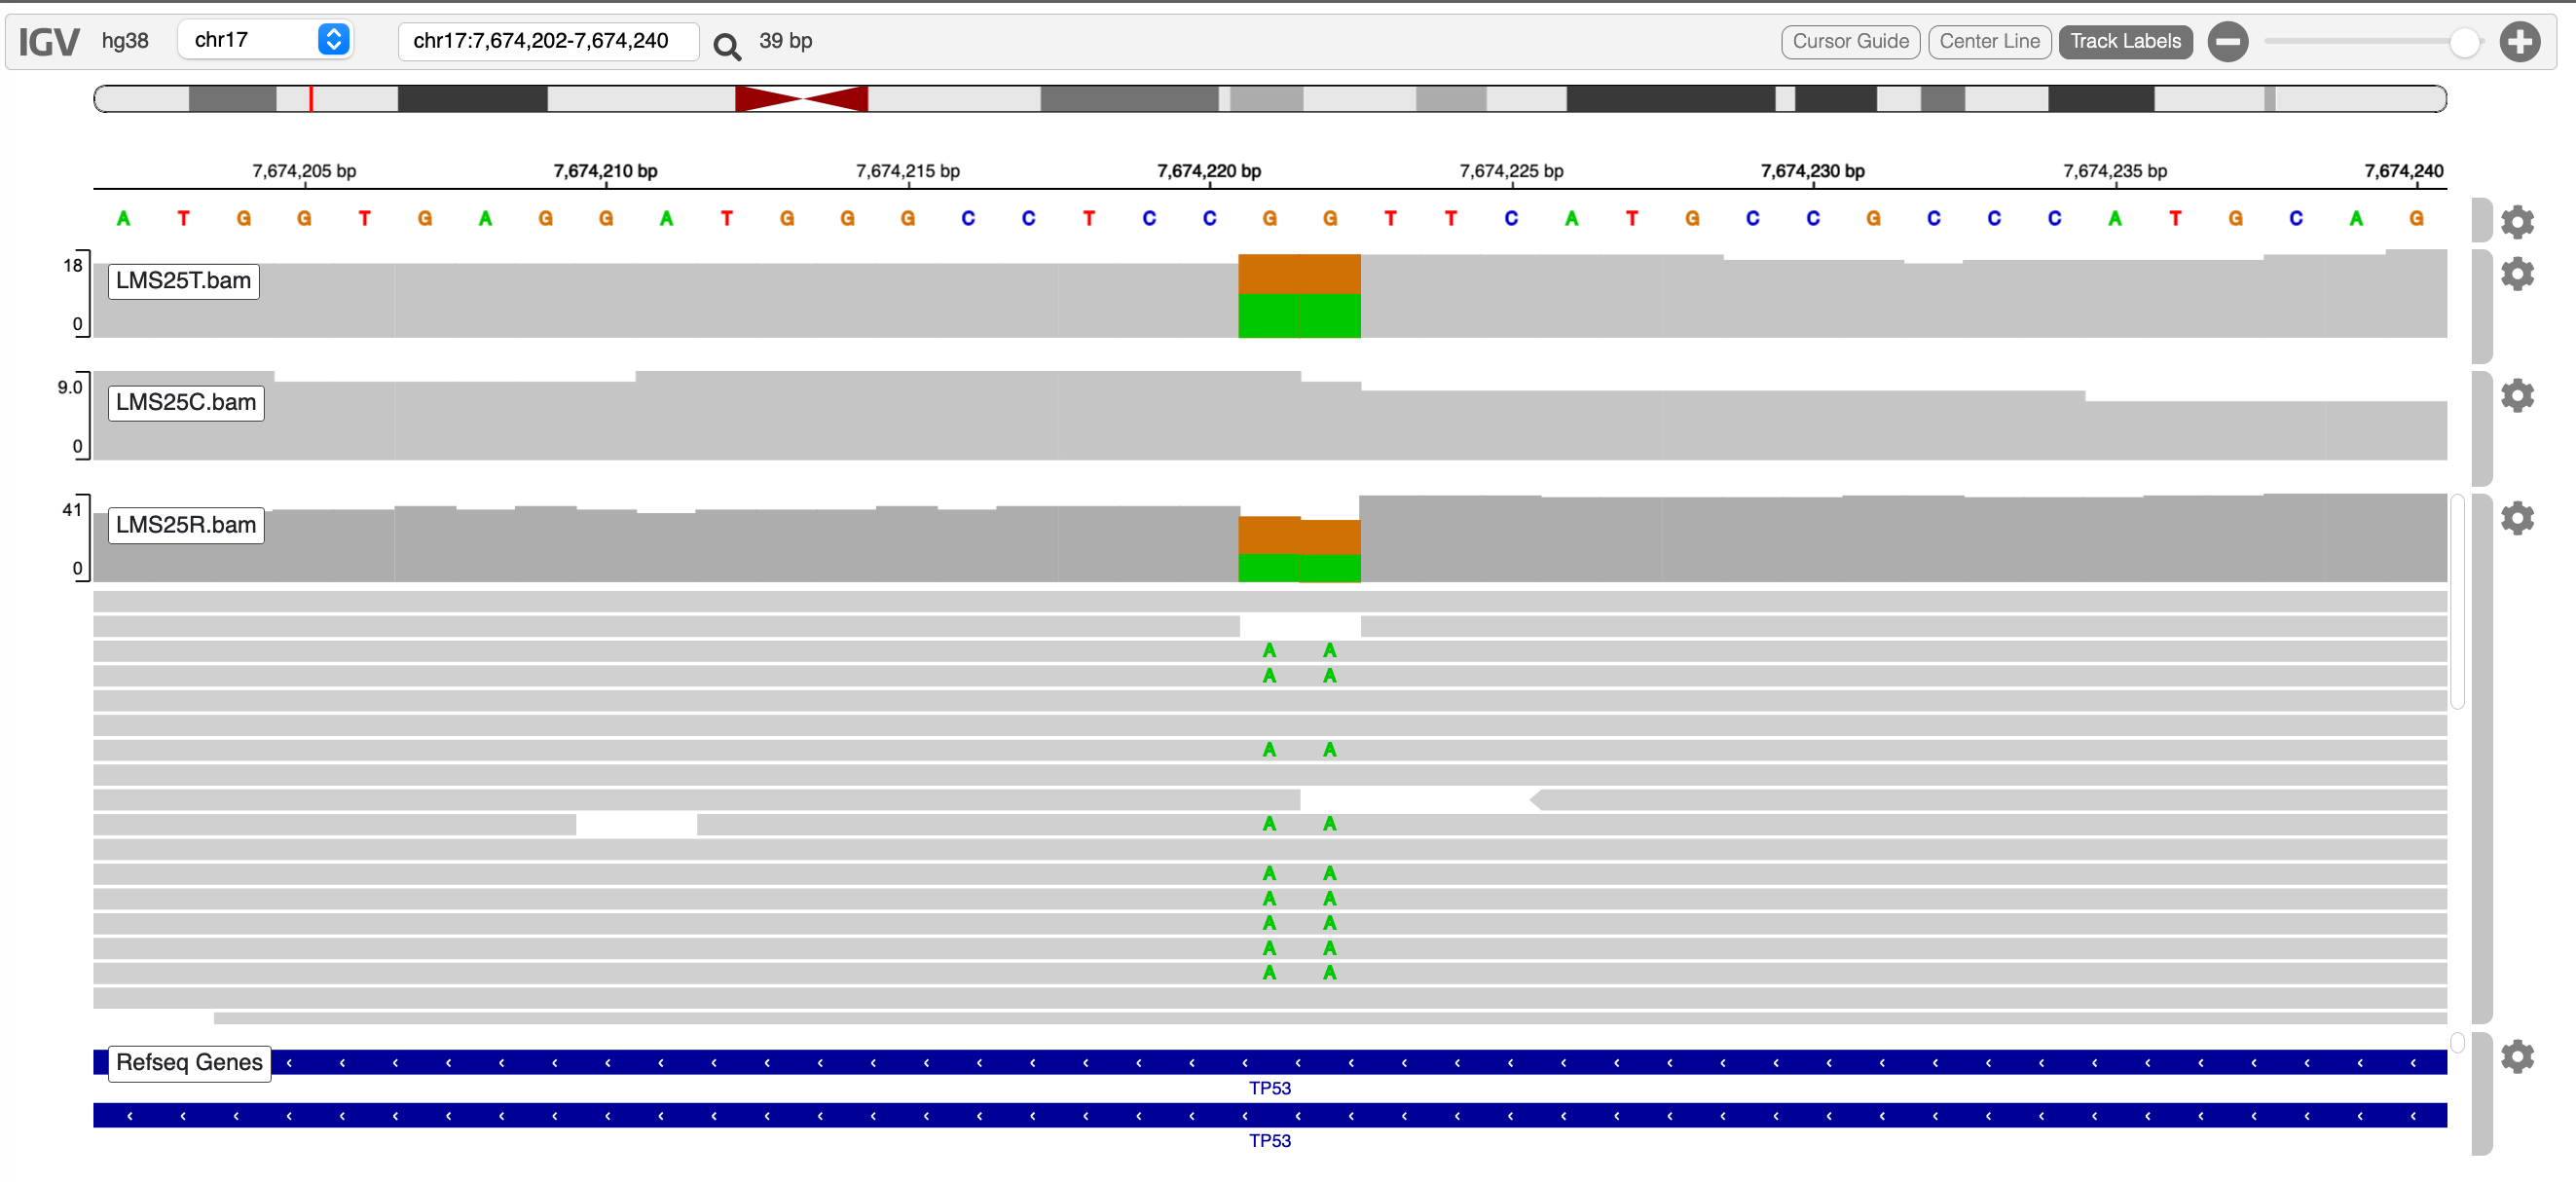 IGV hg38 chr17 chr17:7,674,202-7,674,240 39 bp Cursor Guide Center Line Track Labels
7,674,205 bp 7,674,210 bp 7,674,215 bp 7,674,220 bp 7,674,225 bp 7,674,230 bp 7,674,235 bp 7,674,240
A T G G T G A G G A T G G G C C T C C G G T T C A T G C C G C C C A T G C A G
18
LMS25T.bam
0
9.0
LMS25C.bam
0
41
LMS25R.bam
0
A A
A A
A A
A A
A A
A A
A A
A A
A A
Refseq Genes
TP53
TP53